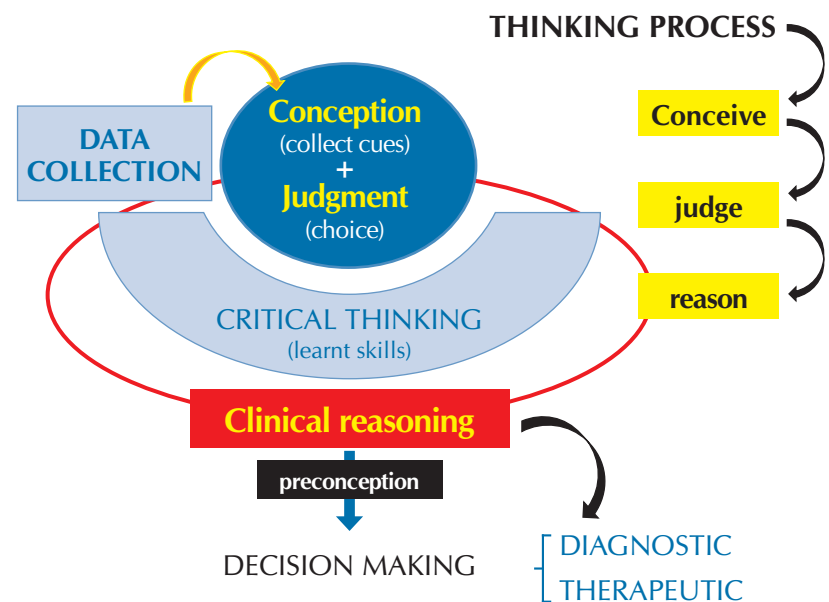 THINKING PROCESS
Conceive
judge
reason
DATA
COLLECTION
Conception
(collect cues)
+
Judgment
(choice)
CRITICAL THINKING
(learnt skills)
Clinical reasoning
preconception
DECISION MAKING
DIAGNOSTIC
THERAPEUTIC